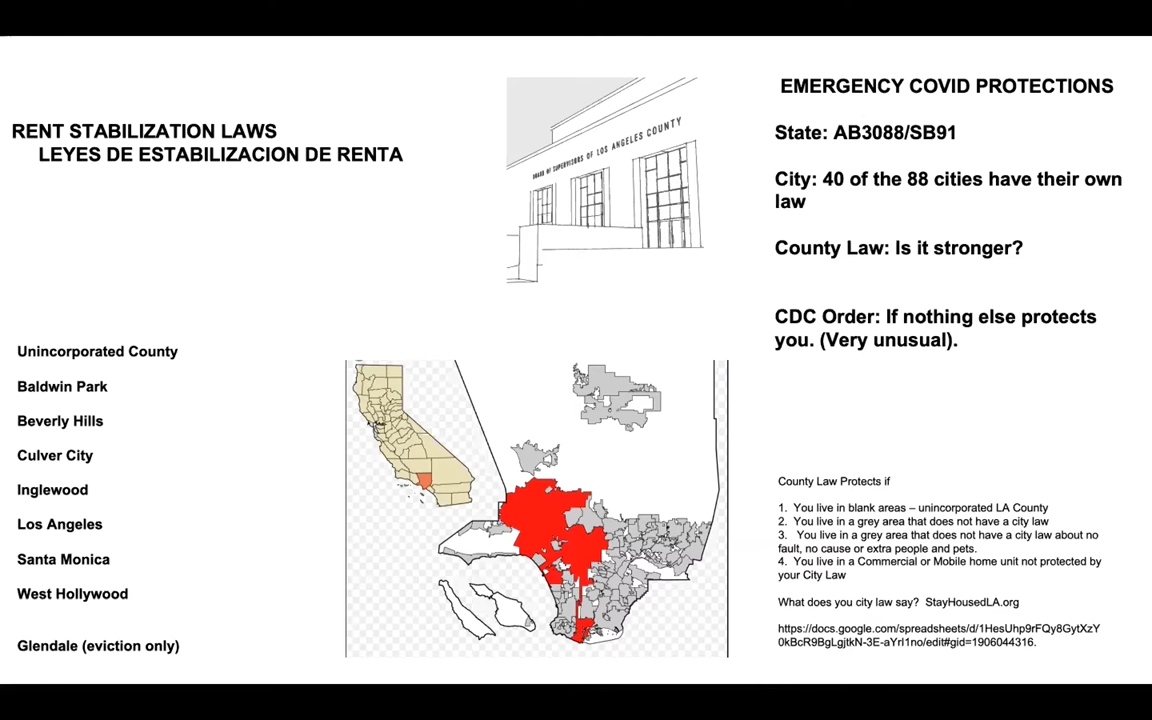 RENT STABILIZATION LAWS
LEYES DE ESTABILIZACION DE RENTA
Unincorporated County
Baldwin Park
Beverly Hills
Culver City
Inglewood
Los Angeles
Santa Monica
West Hollywood
Glendale (eviction only)
BOARD OF SUPERVISORS OF LOS ANGELES COUNTY
EMERGENCY COVID PROTECTIONS
State: AB3088/SB91
City: 40 of the 88 cities have their own
law
County Law: Is it stronger?
CDC Order: If nothing else protects
you. (Very unusual).
County Law Protects if
1. You live in blank areas – unincorporated LA County
2. You live in a grey area that does not have a city law
3. You live in a grey area that does not have a city law about no
fault, no cause or extra people and pets.
4. You live in a Commercial or Mobile home unit not protected by
your City Law
What does you city law say? StayHousedLA.org
https://docs.google.com/spreadsheets/d/1HesUhp9rFQy8GytXzY
0kBcR9BgLgjtkN-3E-aYrI1no/edit#gid=1906044316.